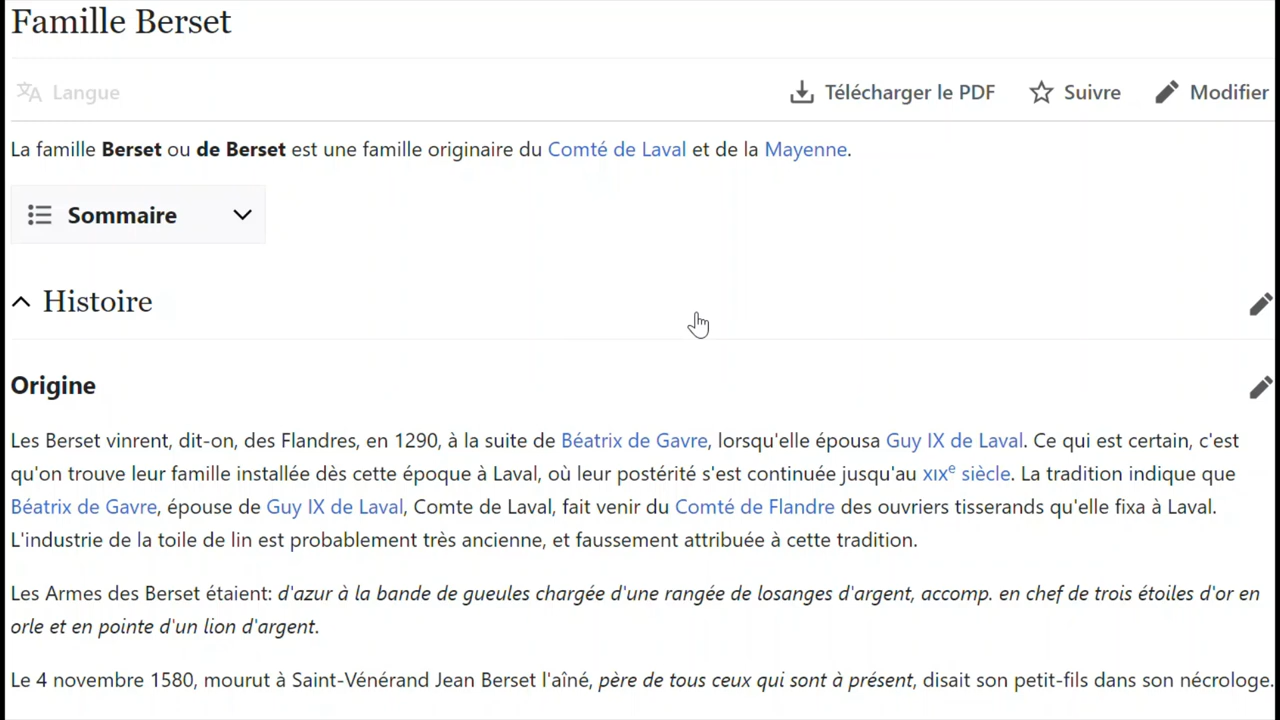 Famille Berset
Langue
Télécharger le PDF
Suivre
Modifier
La famille Berset ou de Berset est une famille originaire du Comté de Laval et de la Mayenne.
Sommaire
Histoire
Origine
Les Berset vinrent, dit-on, des Flandres, en 1290, à la suite de Béatrix de Gavre, lorsqu'elle épousa Guy IX de Laval. Ce qui est certain, c'est
qu'on trouve leur famille installée dès cette époque à Laval, où leur postérité s'est continuée jusqu'au XIXe siècle. La tradition indique que
Béatrix de Gavre, épouse de Guy IX de Laval, Comte de Laval, fait venir du Comté de Flandre des ouvriers tisserands qu'elle fixa à Laval.
L'industrie de la toile de lin est probablement très ancienne, et faussement attribuée à cette tradition.
Les Armes des Berset étaient: d'azur à la bande de gueules chargée d'une rangée de losanges d'argent, accomp. en chef de trois étoiles d'or en
orle et en pointe d'un lion d'argent.
Le 4 novembre 1580, mourut à Saint-Vénérand Jean Berset l'aîné, père de tous ceux qui sont à présent, disait son petit-fils dans son nécrologe.